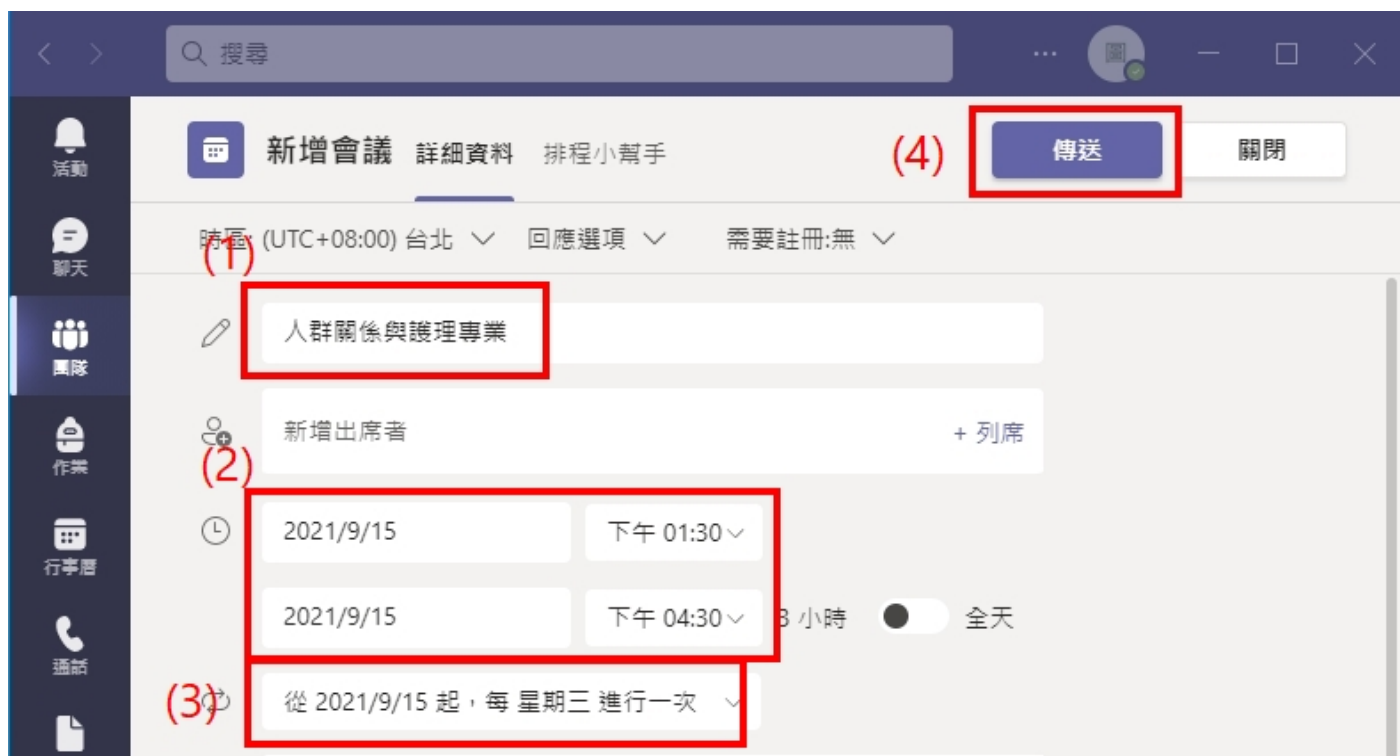 搜尋
圖
活動
新增會議 詳細資料 排程小幫手 (4) 傳送 關閉
聊天
時區: (UTC+08:00) 台北 回應選項 需要註冊:無
(1)
團隊
人群關係與護理專業
作業
新增出席者 + 列席
(2)
行事曆
2021/9/15 下午 01:30
2021/9/15 下午 04:30 3 小時 全天
通話
(3) 從 2021/9/15 起,每 星期三 進行一次